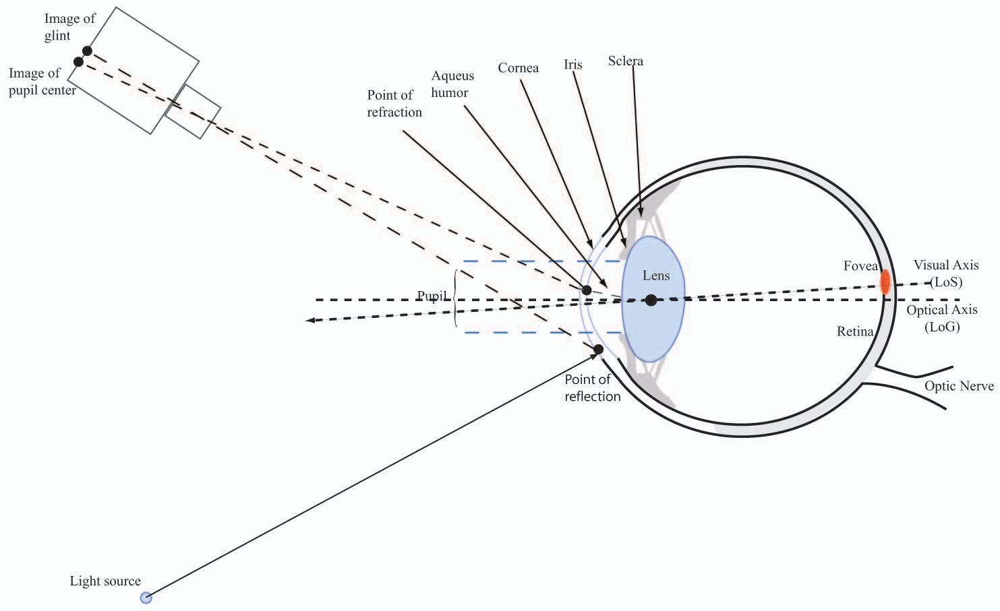 Image of
glint
Image of
pupil center
Point of
refraction
Aqueus
humor
Cornea
Iris
Sclera
Pupil
Lens
Fovea
Visual Axis
(LoS)
Optical Axis
(LoG)
Retina
Optic Nerve
Point of
reflection
Light source